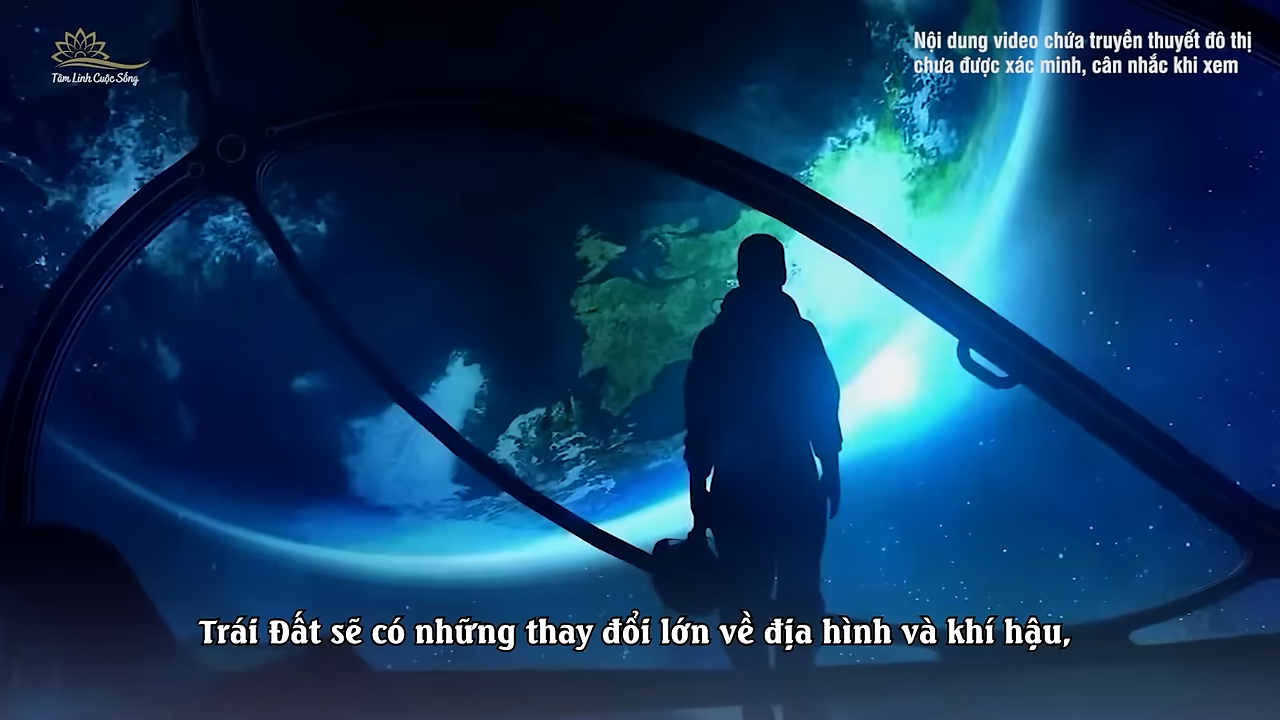 Tâm Linh Cuộc Sống
Nội dung video chứa truyền thuyết đô thị
chưa được xác minh, cân nhắc khi xem
Trái Đất sẽ có những thay đổi lớn về địa hình và khí hậu,